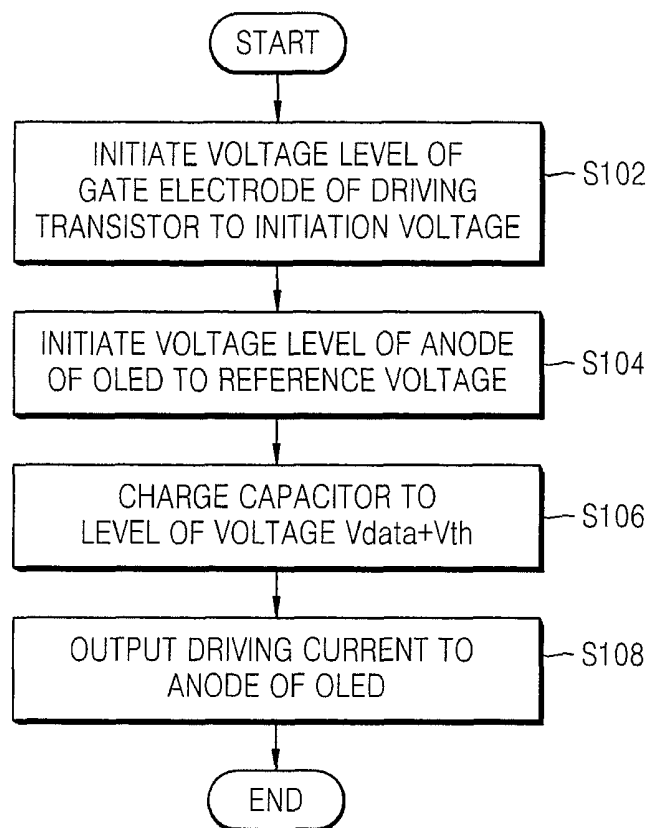 START
INITIATE VOLTAGE LEVEL OF
GATE ELECTRODE OF DRIVING
TRANSISTOR TO INITIATION VOLTAGE
S102
INITIATE VOLTAGE LEVEL OF ANODE
OF OLED TO REFERENCE VOLTAGE
S104
CHARGE CAPACITOR TO
LEVEL OF VOLTAGE Vdata+Vth
S106
OUTPUT DRIVING CURRENT TO
ANODE OF OLED
S108
END